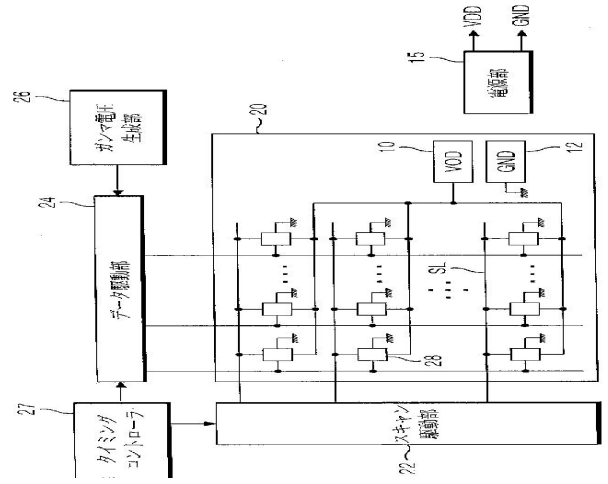 VDD
GND
15
電源部
26
ガンマ電圧
生成部
20
10
VDD
GND
12
24
データ駆動部
SL
28
27
タイミング
コントローラ
スキャン
駆動部
22